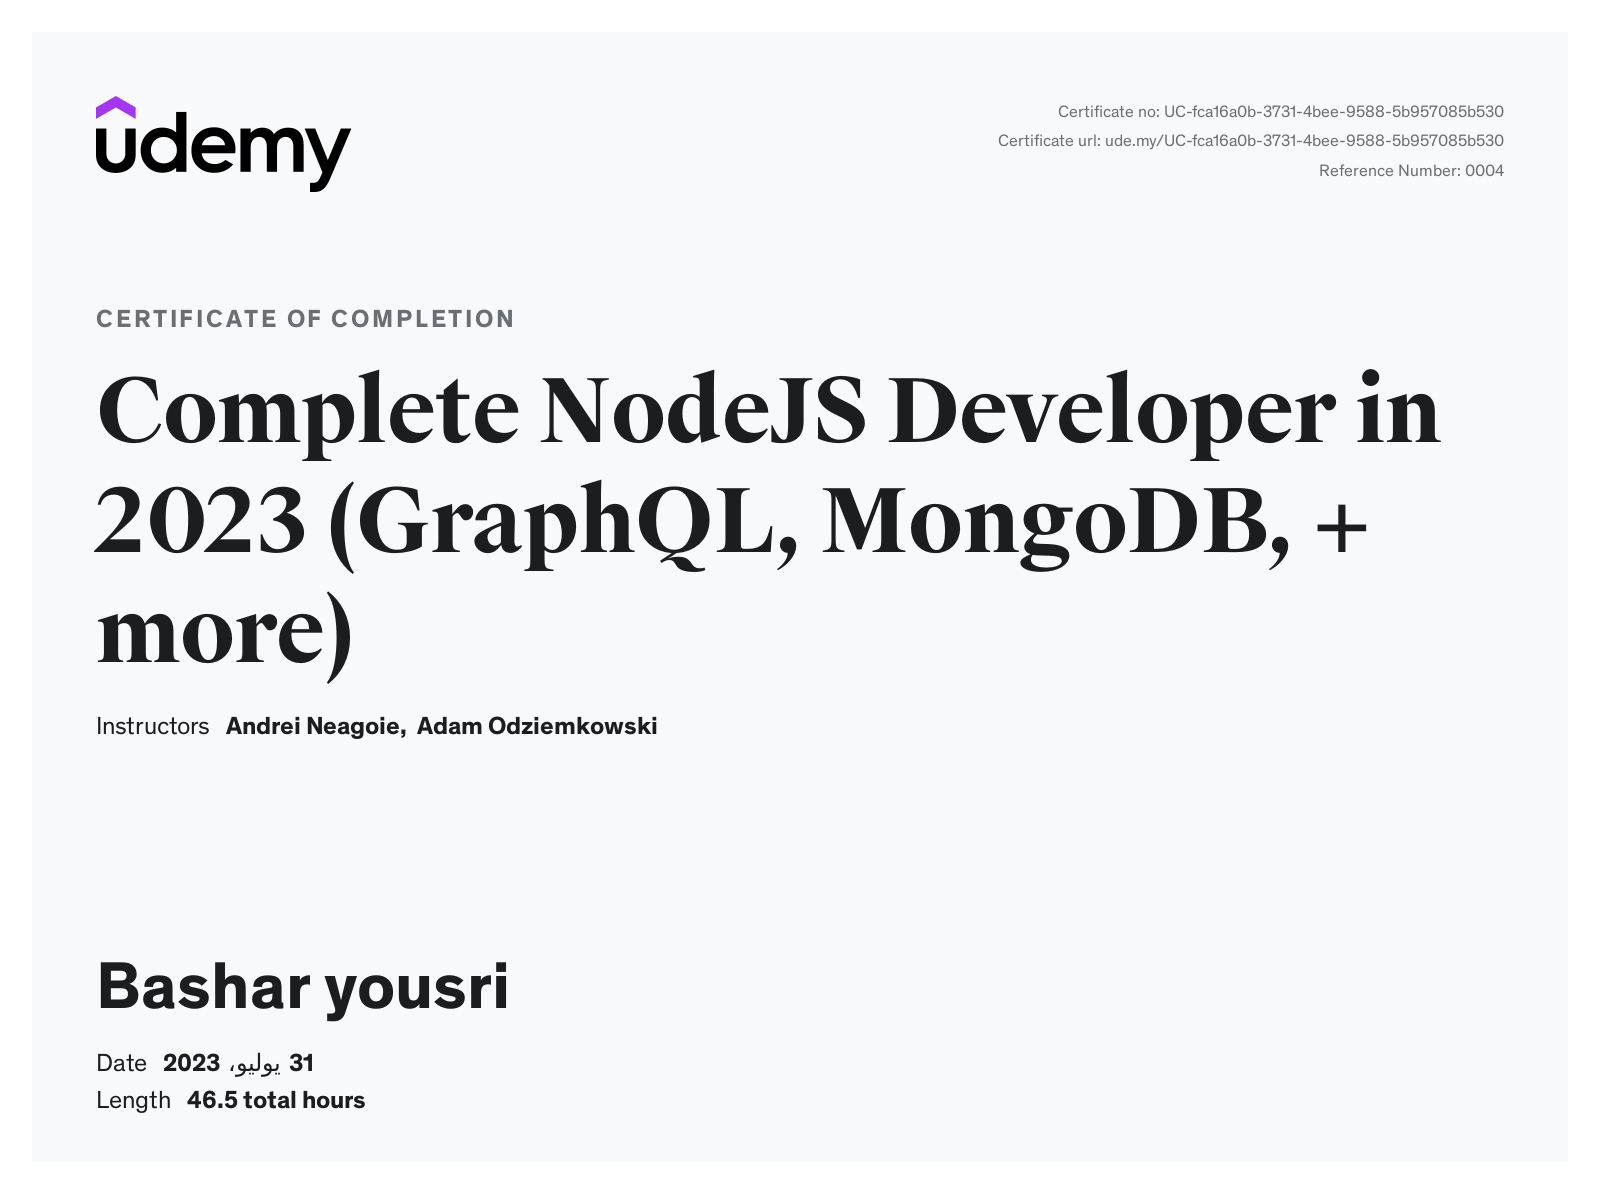 udemy
Certificate no: UC-fca16a0b-3731-4bee-9588-5b957085b530
Certificate url: ude.my/UC-fca16a0b-3731-4bee-9588-5b957085b530
Reference Number: 0004
CERTIFICATE OF COMPLETION
Complete NodeJS Developer in
2023 (GraphQL, MongoDB, +
more)
Instructors Andrei Neagoie, Adam Odziemkowski
Bashar yousri
Date 31 يوليو، 2023
Length 46.5 total hours